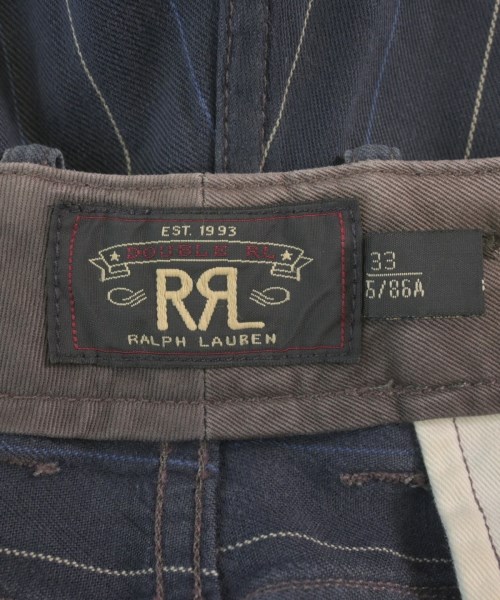 EST. 1993
DOUBLE RL
RRL
RALPH LAUREN
33
5/86A